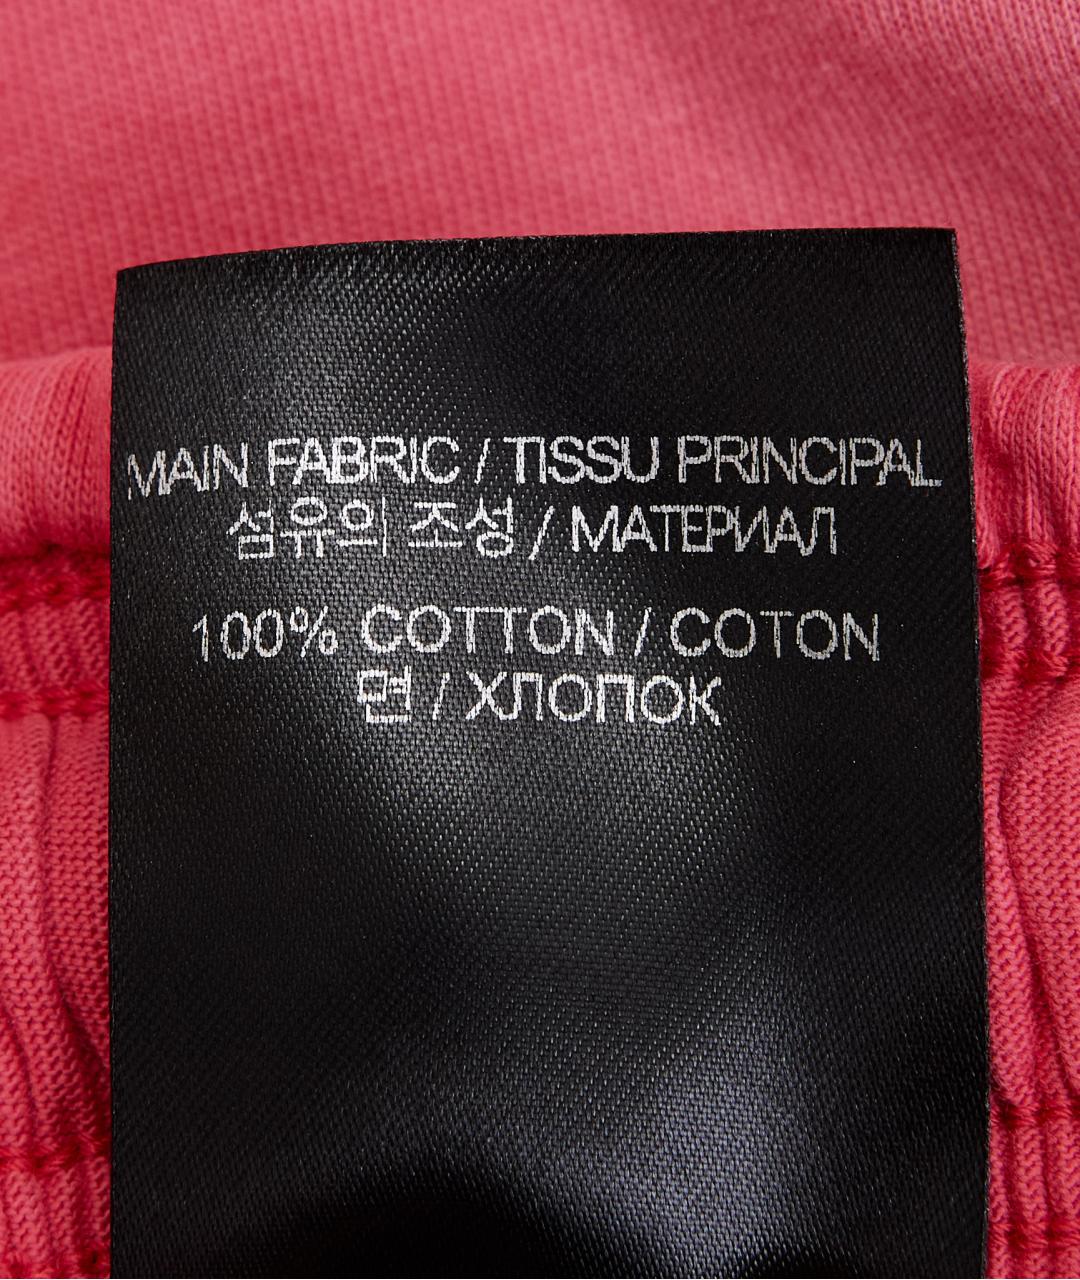 MAIN FABRIC / TISSU PRINCIPAL
섬유의 조성 / МАТЕРИАЛ
100% COTTON / COTON
면 / ХЛОПОК